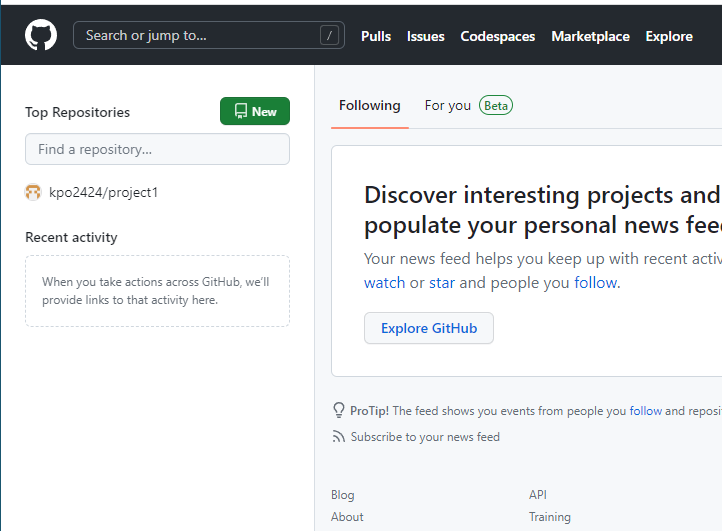 Search or jump to... /
Pulls
Issues
Codespaces
Marketplace
Explore
Top Repositories
New
Find a repository...
kpo2424/project1
Recent activity
When you take actions across GitHub, we'll
provide links to that activity here.
Following
For you Beta
Discover interesting projects and
populate your personal news fee
Your news feed helps you keep up with recent activ
watch or star and people you follow.
Explore GitHub
ProTip! The feed shows you events from people you follow and reposi
Subscribe to your news feed
Blog
API
About
Training